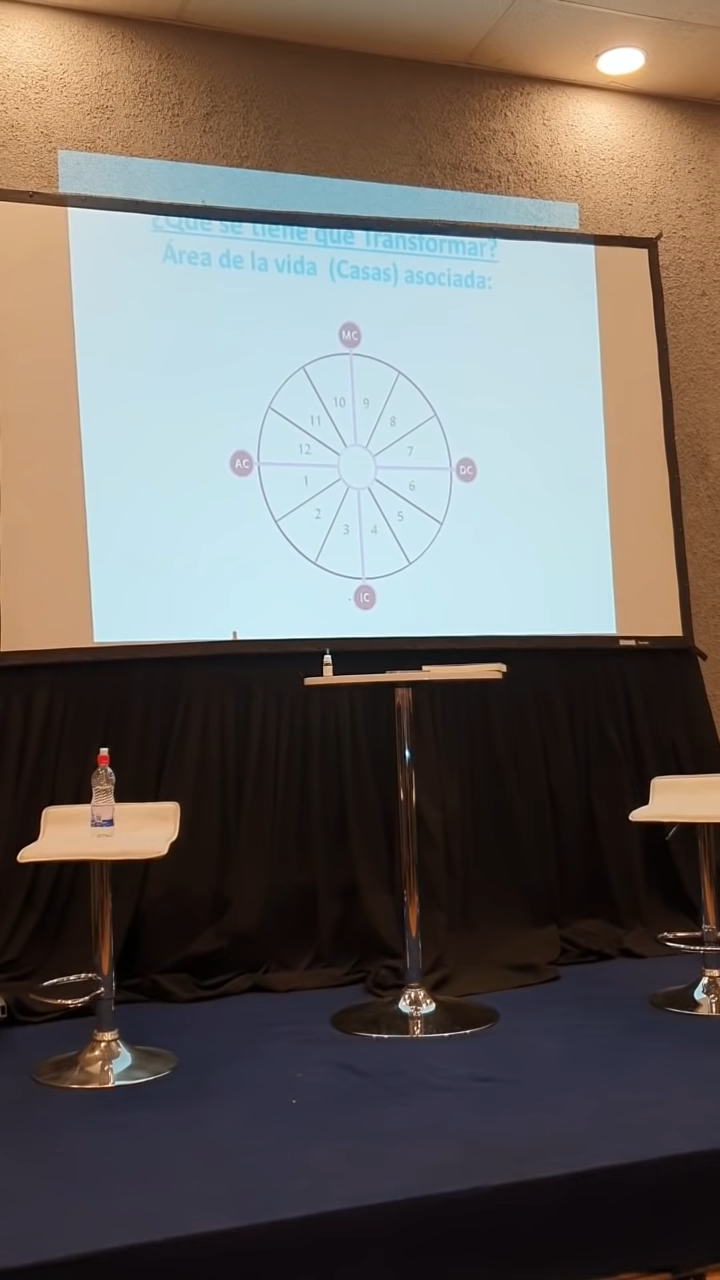 ¿Que se tiene que Transformar?
Área de la vida (Casas) asociada:
MC
10 9
11 8
12 7
AC DC
1 6
2 5
3 4
IC